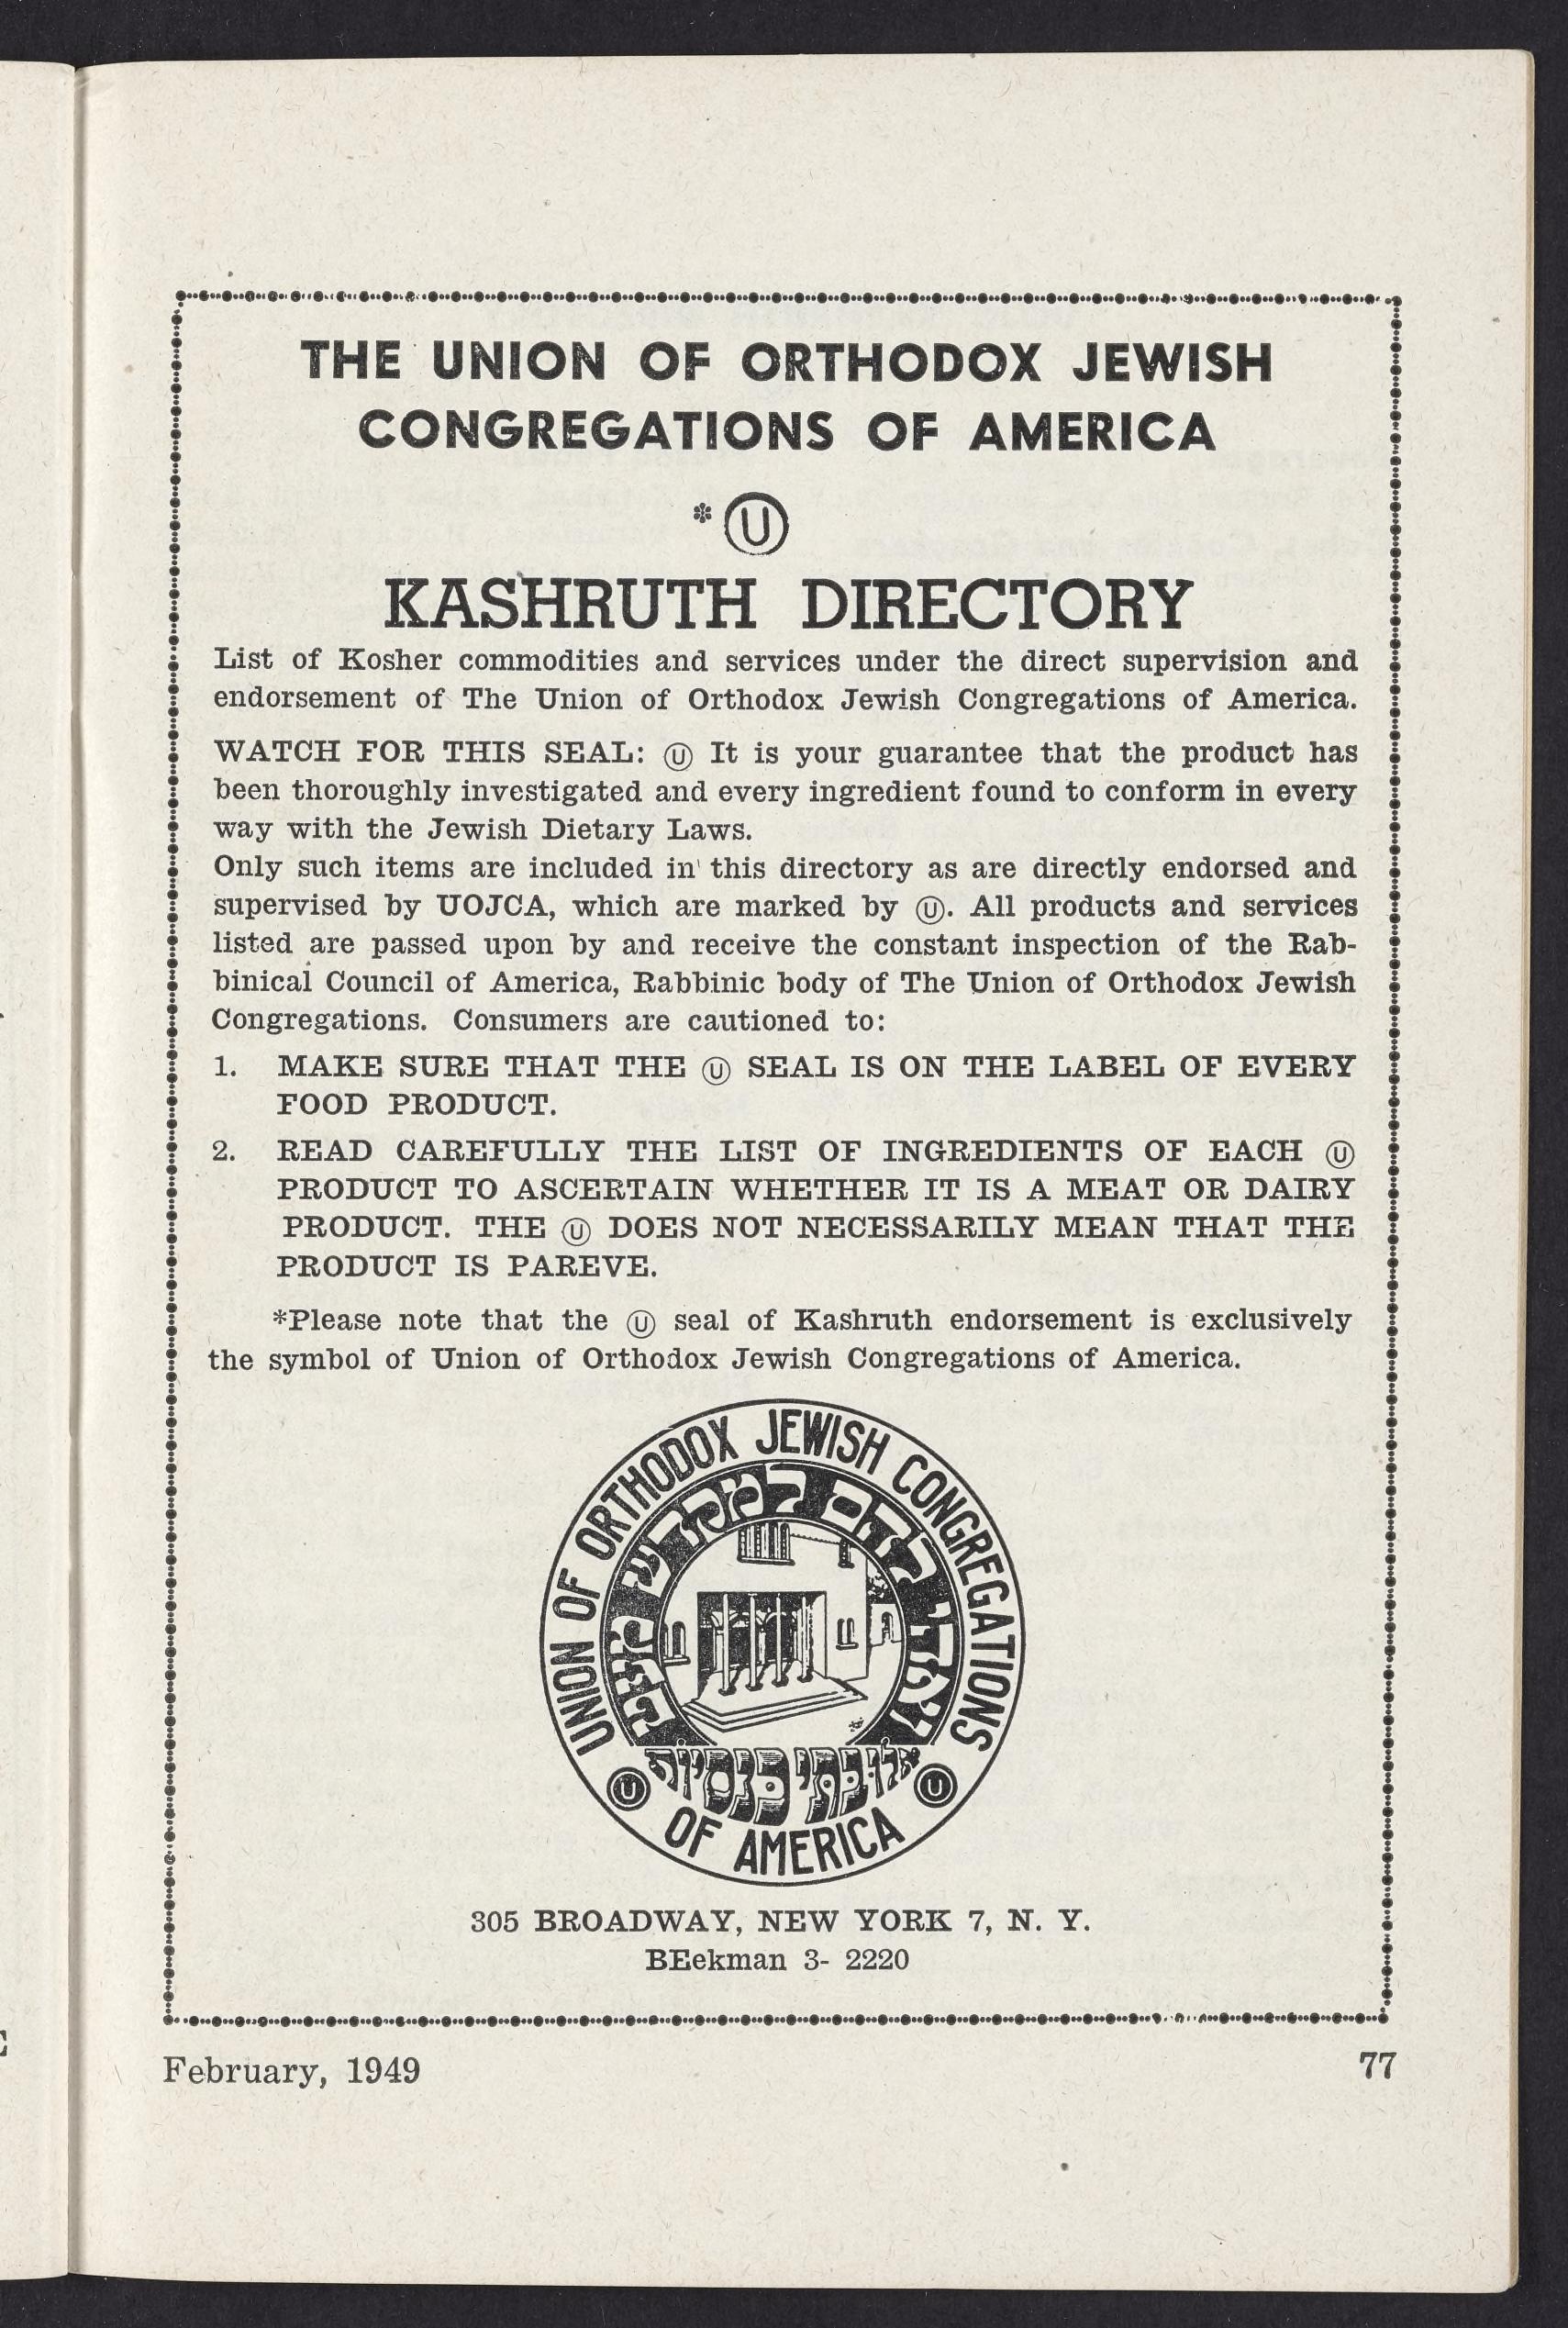 THE UNION OF ORTHODOX JEWISH
CONGREGATIONS OF AMERICA
* Ⓤ
KASHRUTH DIRECTORY
List of Kosher commodities and services under the direct supervision and
endorsement of The Union of Orthodox Jewish Congregations of America.
WATCH FOR THIS SEAL: Ⓤ It is your guarantee that the product has
been thoroughly investigated and every ingredient found to conform in every
way with the Jewish Dietary Laws.
Only such items are included in this directory as are directly endorsed and
supervised by UOJCA, which are marked by Ⓤ. All products and services
listed are passed upon by and receive the constant inspection of the Rab-
binical Council of America, Rabbinic body of The Union of Orthodox Jewish
Congregations. Consumers are cautioned to:
1. MAKE SURE THAT THE Ⓤ SEAL IS ON THE LABEL OF EVERY
FOOD PRODUCT.
2. READ CAREFULLY THE LIST OF INGREDIENTS OF EACH Ⓤ
PRODUCT TO ASCERTAIN WHETHER IT IS A MEAT OR DAIRY
PRODUCT. THE Ⓤ DOES NOT NECESSARILY MEAN THAT THE
PRODUCT IS PAREVE.
*Please note that the Ⓤ seal of Kashruth endorsement is exclusively
the symbol of Union of Orthodox Jewish Congregations of America.
UNION OF ORTHODOX JEWISH CONGREGATIONS
למקדש מעט
Ⓤ Ⓤ
OF AMERICA
305 BROADWAY, NEW YORK 7, N. Y.
BEekman 3- 2220
February, 1949
77